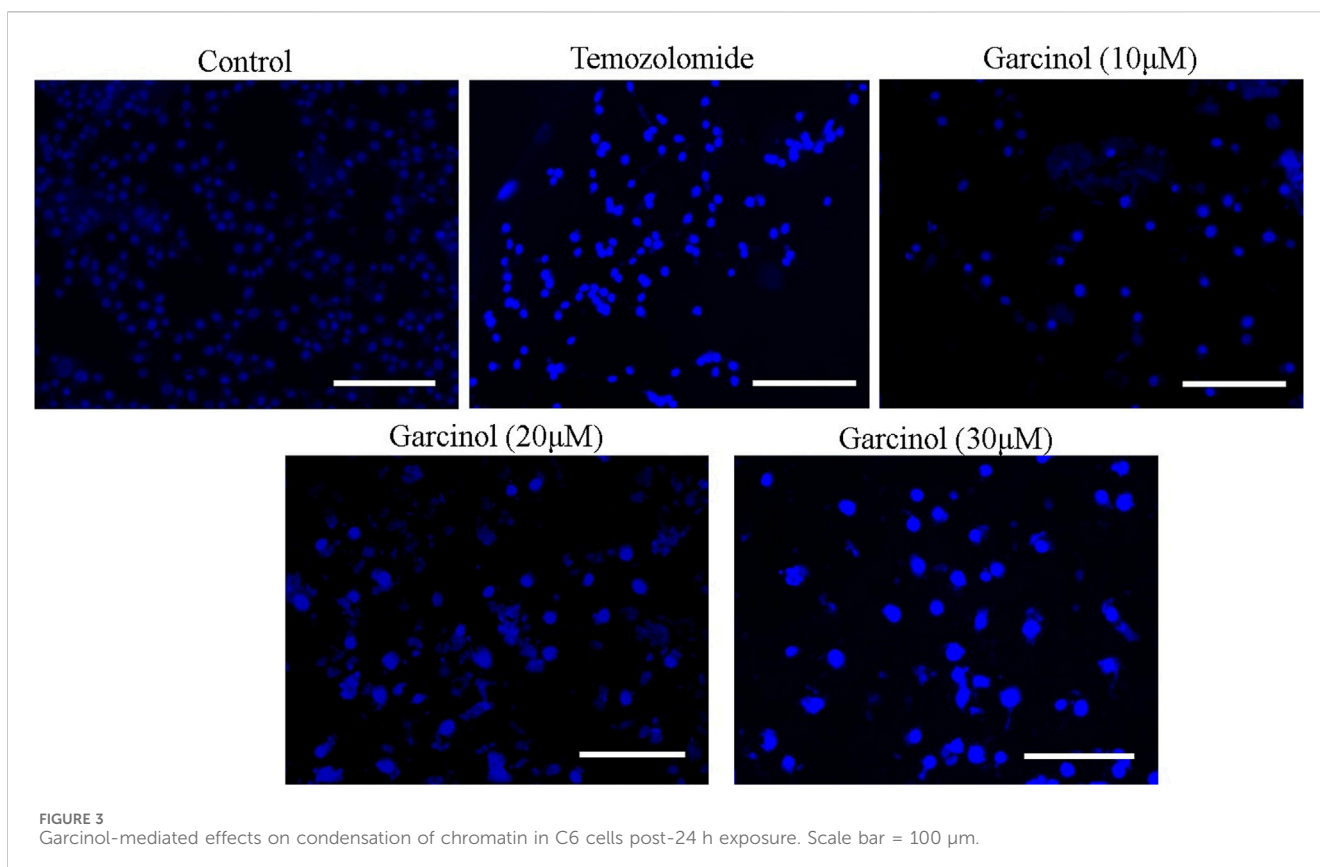 Control
Temozolomide
Garcinol (10μM)
Garcinol (20μM)
Garcinol (30μM)
FIGURE 3
Garcinol-mediated effects on condensation of chromatin in C6 cells post-24 h exposure. Scale bar = 100 μm.